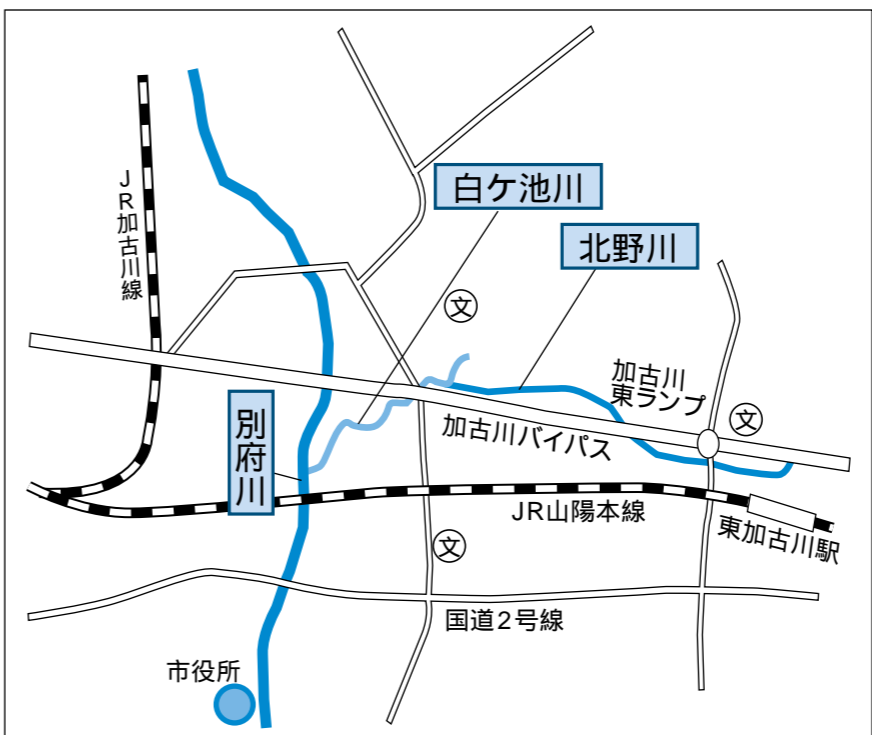 白ケ池川
北野川
JR加古川線
文
加古川
東ランプ
文
別府川
加古川バイパス
JR山陽本線
東加古川駅
文
国道2号線
市役所